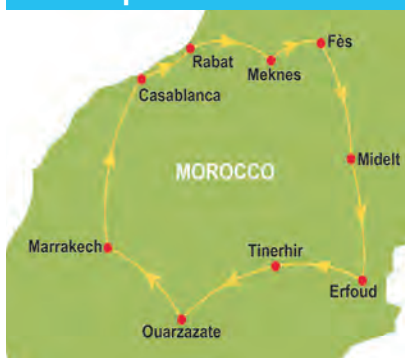 Fès
Rabat
Meknes
Casablanca
Midelt
MOROCCO
Marrakech
Tinerhir
Erfoud
Ouarzazate